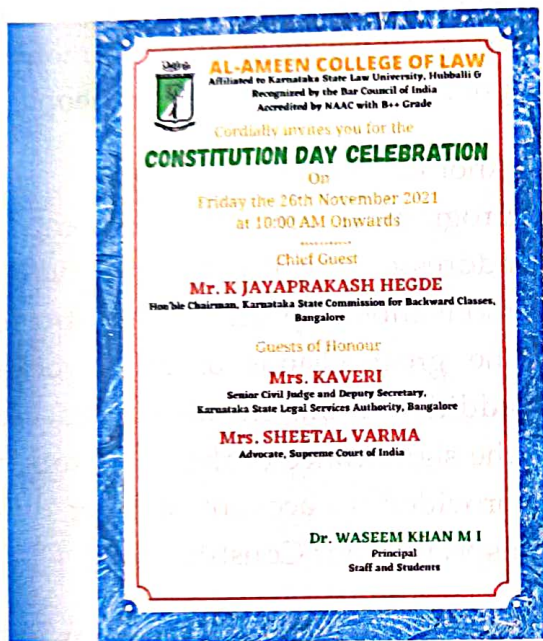 AL-AMEEN COLLEGE OF LAW
Affiliated to Karnataka State Law University, Hubballi &
Recognized by the Bar Council of India
Accredited by NAAC with B++ Grade
Cordially invites you for the
CONSTITUTION DAY CELEBRATION
On
Friday the 26th November 2021
at 10:00 AM Onwards
-----------
Chief Guest
Mr. K JAYAPRAKASH HEGDE
Hon'ble Chairman, Karnataka State Commission for Backward Classes,
Bangalore
Guests of Honour
Mrs. KAVERI
Senior Civil Judge and Deputy Secretary,
Karnataka State Legal Services Authority, Bangalore
Mrs. SHEETAL VARMA
Advocate, Supreme Court of India
Dr. WASEEM KHAN M I
Principal
Staff and Students